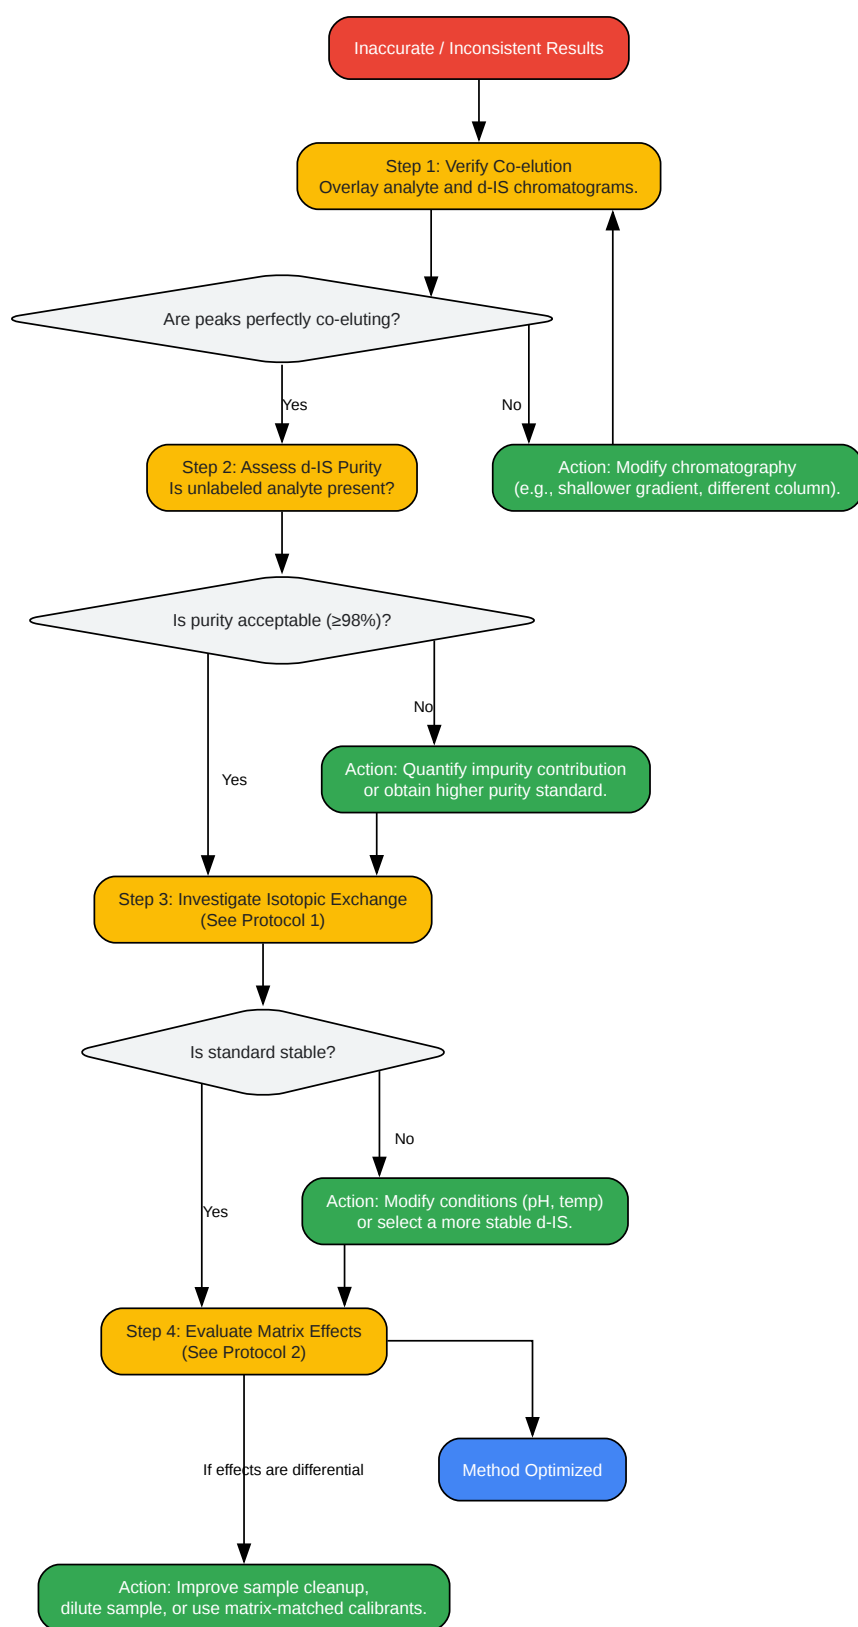 Inaccurate / Inconsistent Results
Step 1: Verify Co-elution
Overlay analyte and d-IS chromatograms.
Are peaks perfectly co-eluting?
Yes
No
Step 2: Assess d-IS Purity
Is unlabeled analyte present?
Action: Modify chromatography
(e.g., shallower gradient, different column).
Is purity acceptable (≥98%)?
No
Action: Quantify impurity contribution
or obtain higher purity standard.
Yes
Step 3: Investigate Isotopic Exchange
(See Protocol 1)
Is standard stable?
No
Action: Modify conditions (pH, temp)
or select a more stable d-IS.
Yes
Step 4: Evaluate Matrix Effects
(See Protocol 2)
If effects are differential
Method Optimized
Action: Improve sample cleanup,
dilute sample, or use matrix-matched calibrants.